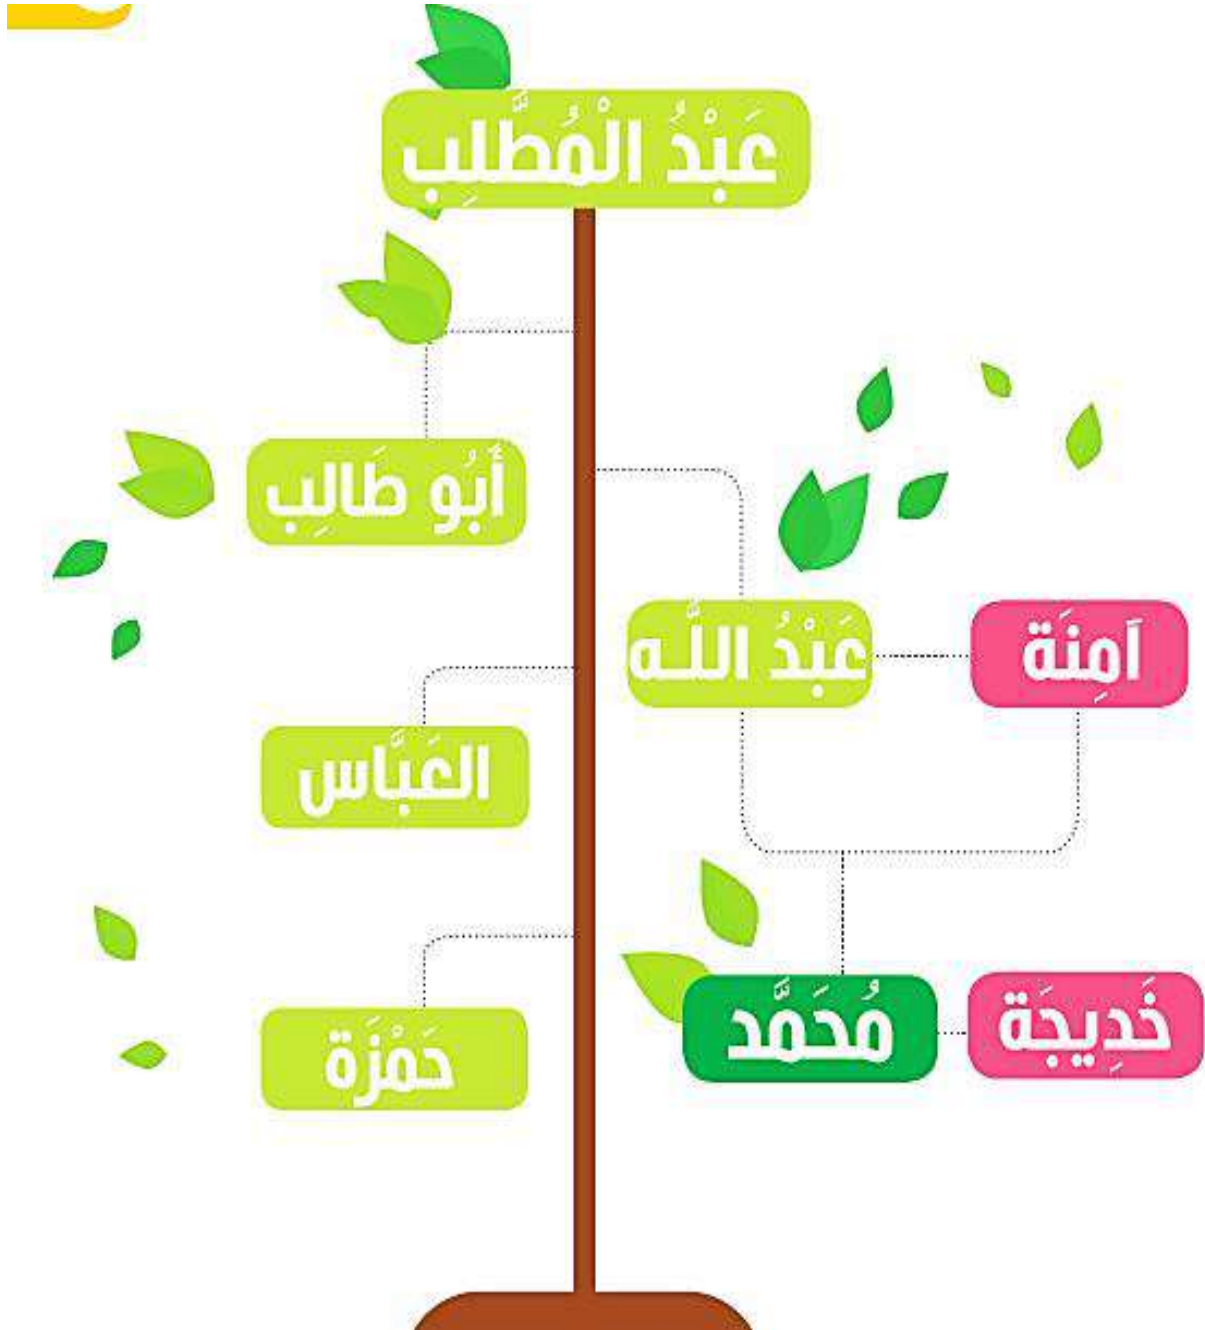 عَبْدُ الْمُطَّلِبِ
أَبُو طَالِب
عَبْدُ اللَّه
آمِنَة
العَبَّاس
حَمْزَة
مُحَمَّد
خَدِيجَة